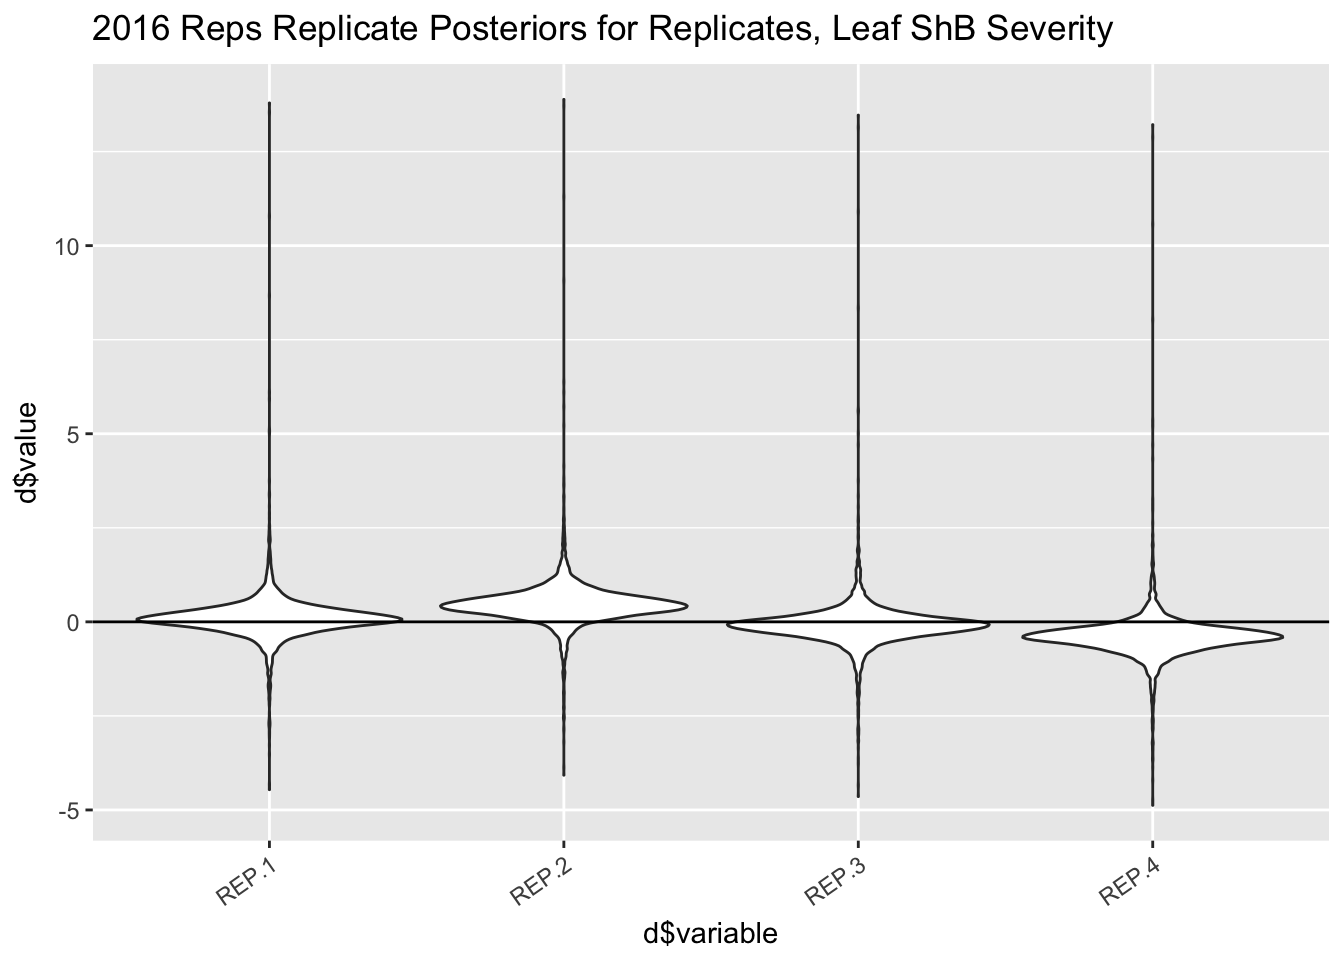 2016 Reps Replicate Posteriors for Replicates, Leaf ShB Severity
10
5
0
-5
d$value
REP.1
REP.2
REP.3
REP.4
d$variable